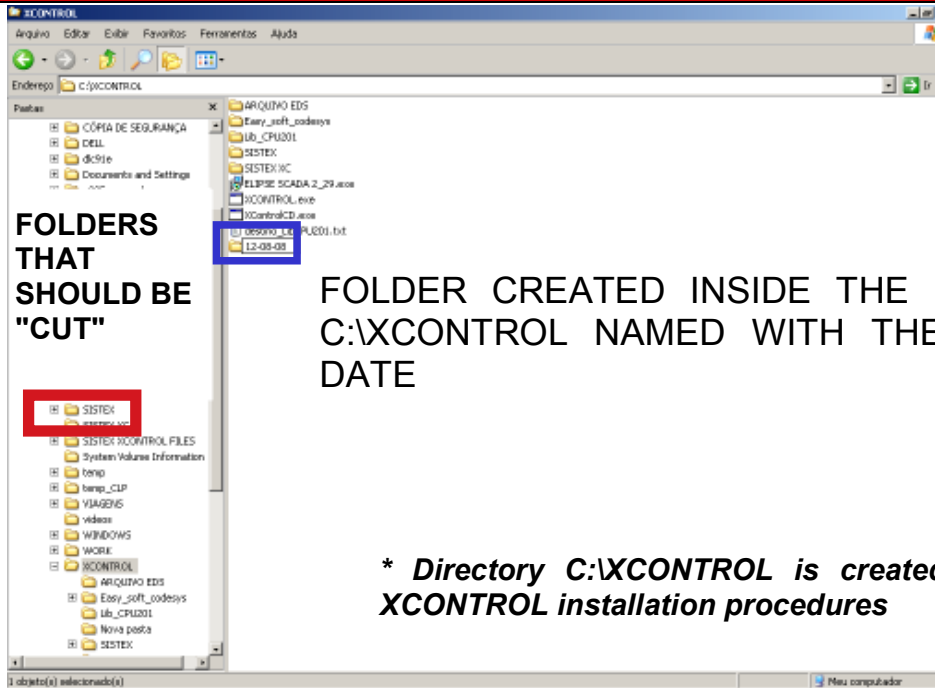 XCONTROL
Arquivo Editar Exibir Favoritos Ferramentas Ajuda
Endereço C:\XCONTROL Ir
Pastas
CÓPIA DE SEGURANÇA
DELL
dlc91e
Documents and Settings
FOLDERS
THAT
SHOULD BE
"CUT"
SISTEX
SISTEX XC
SISTEX XCONTROL FILES
System Volume Information
temp
temp_CLP
VIAGENS
videos
WINDOWS
WORK
XCONTROL
ARQUIVO EDS
Easy_soft_codesys
Lib_CPU201
Nova pasta
SISTEX
ARQUIVO EDS
Easy_soft_codesys
Lib_CPU201
SISTEX
SISTEX XC
ELIPSE SCADA 2_29.exe
XCONTROL.exe
XControlCD.exe
12-08-08
FOLDER CREATED INSIDE THE
C:\XCONTROL NAMED WITH THE
DATE
* Directory C:\XCONTROL is created
XCONTROL installation procedures
1 objeto(s) selecionado(s)
Meu computador